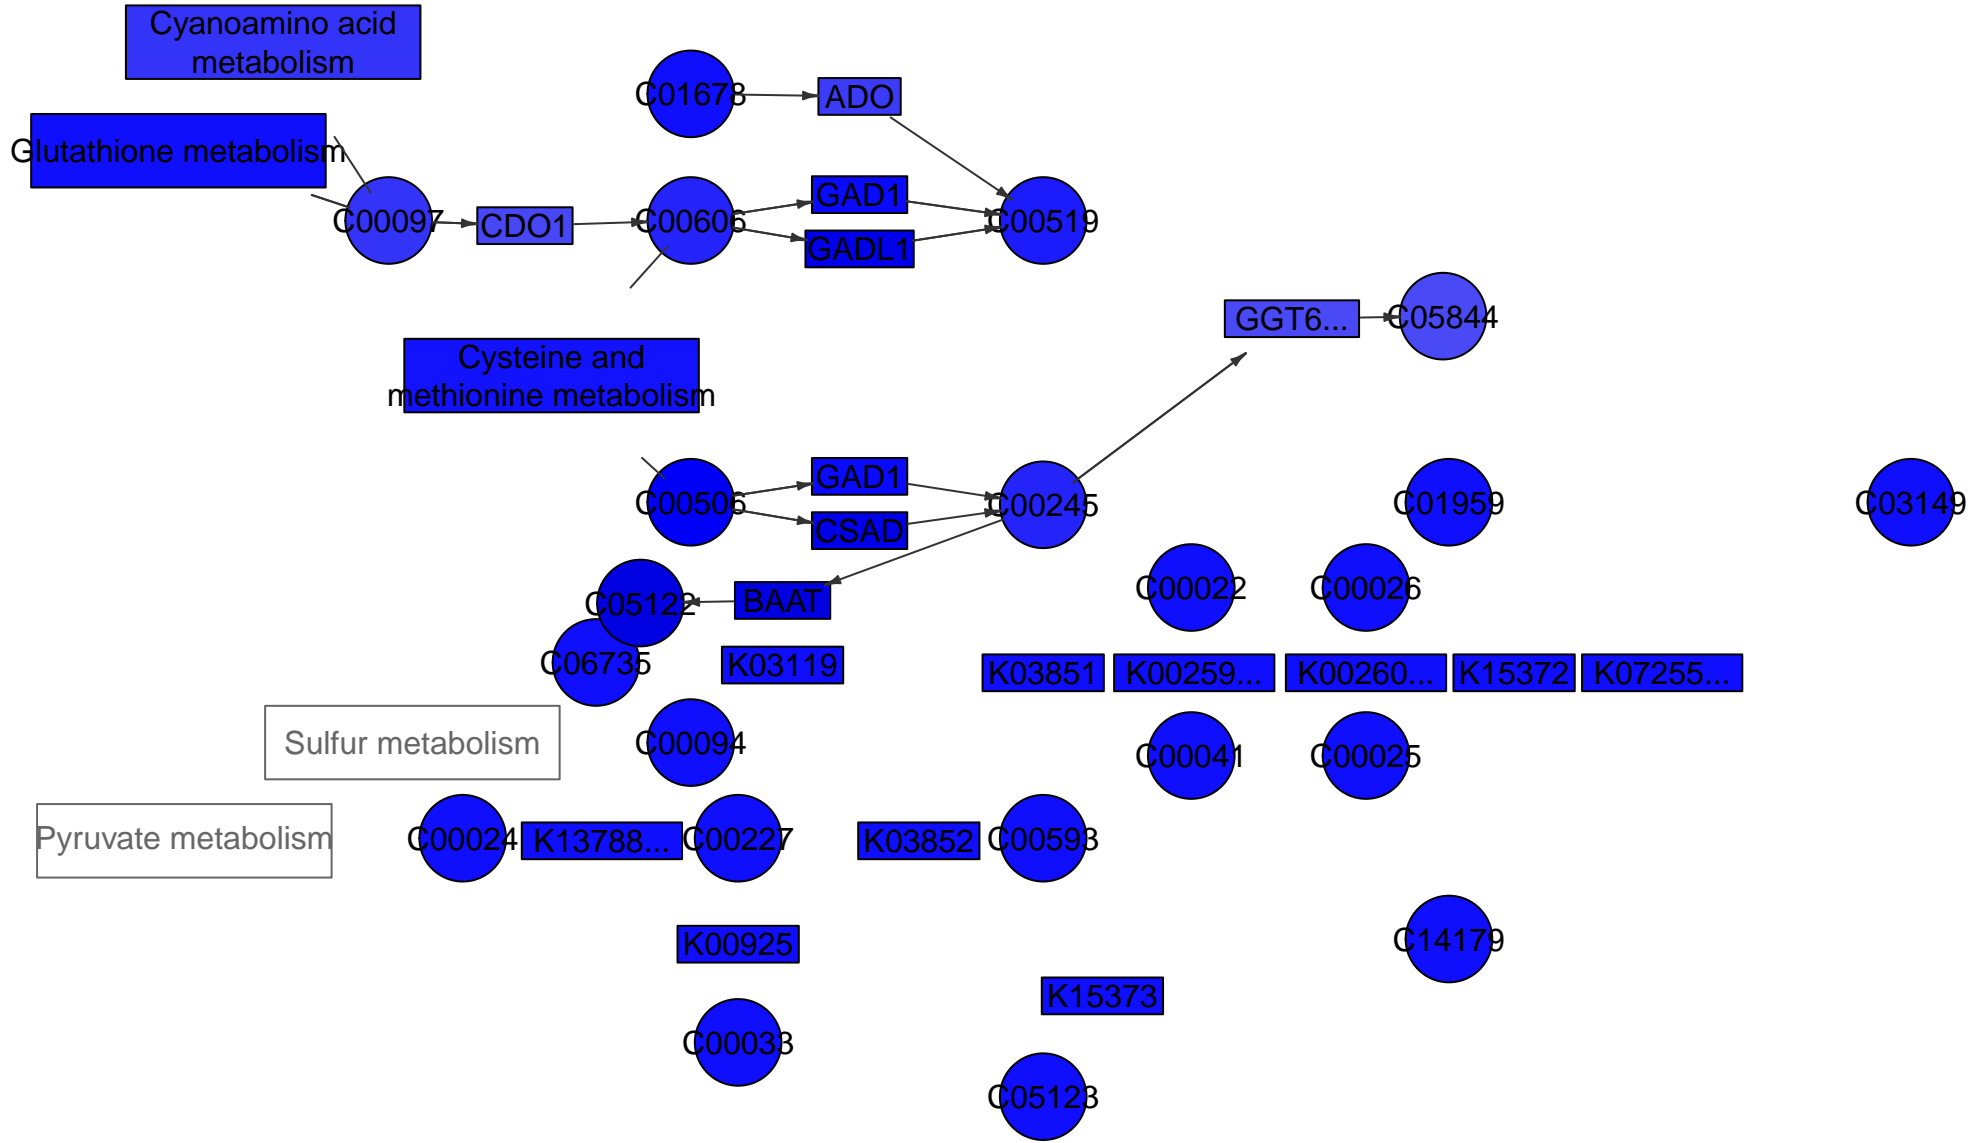 Cyanoamino acid
metabolism
C01678
ADO
Glutathione metabolism
C00097
CDO1
C00606
GAD1
GADL1
C00519
GGT6...
C05844
Cysteine and
methionine metabolism
C00506
GAD1
CSAD
C00245
C01959
C03149
C05122
BAAT
C00022
C00026
C06735
K03119
K03851
K00259...
K00260...
K15372
K07255...
Sulfur metabolism
C00094
C00041
C00025
Pyruvate metabolism
C00024
K13788...
C00227
K03852
C00593
K00925
C14179
K15373
C00033
C05123